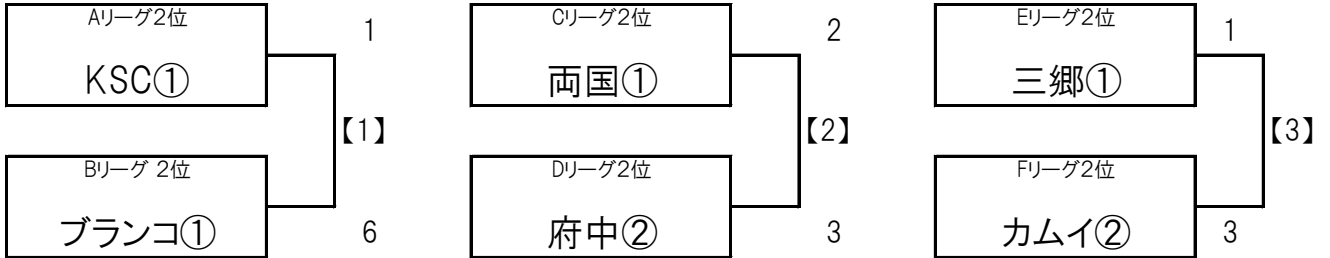 Aリーグ2位
1
KSC①
【1】
Bリーグ 2位
ブランコ①
6
Cリーグ2位
2
両国①
【2】
Dリーグ2位
府中②
3
Eリーグ2位
1
三郷①
【3】
Fリーグ2位
カムイ②
3